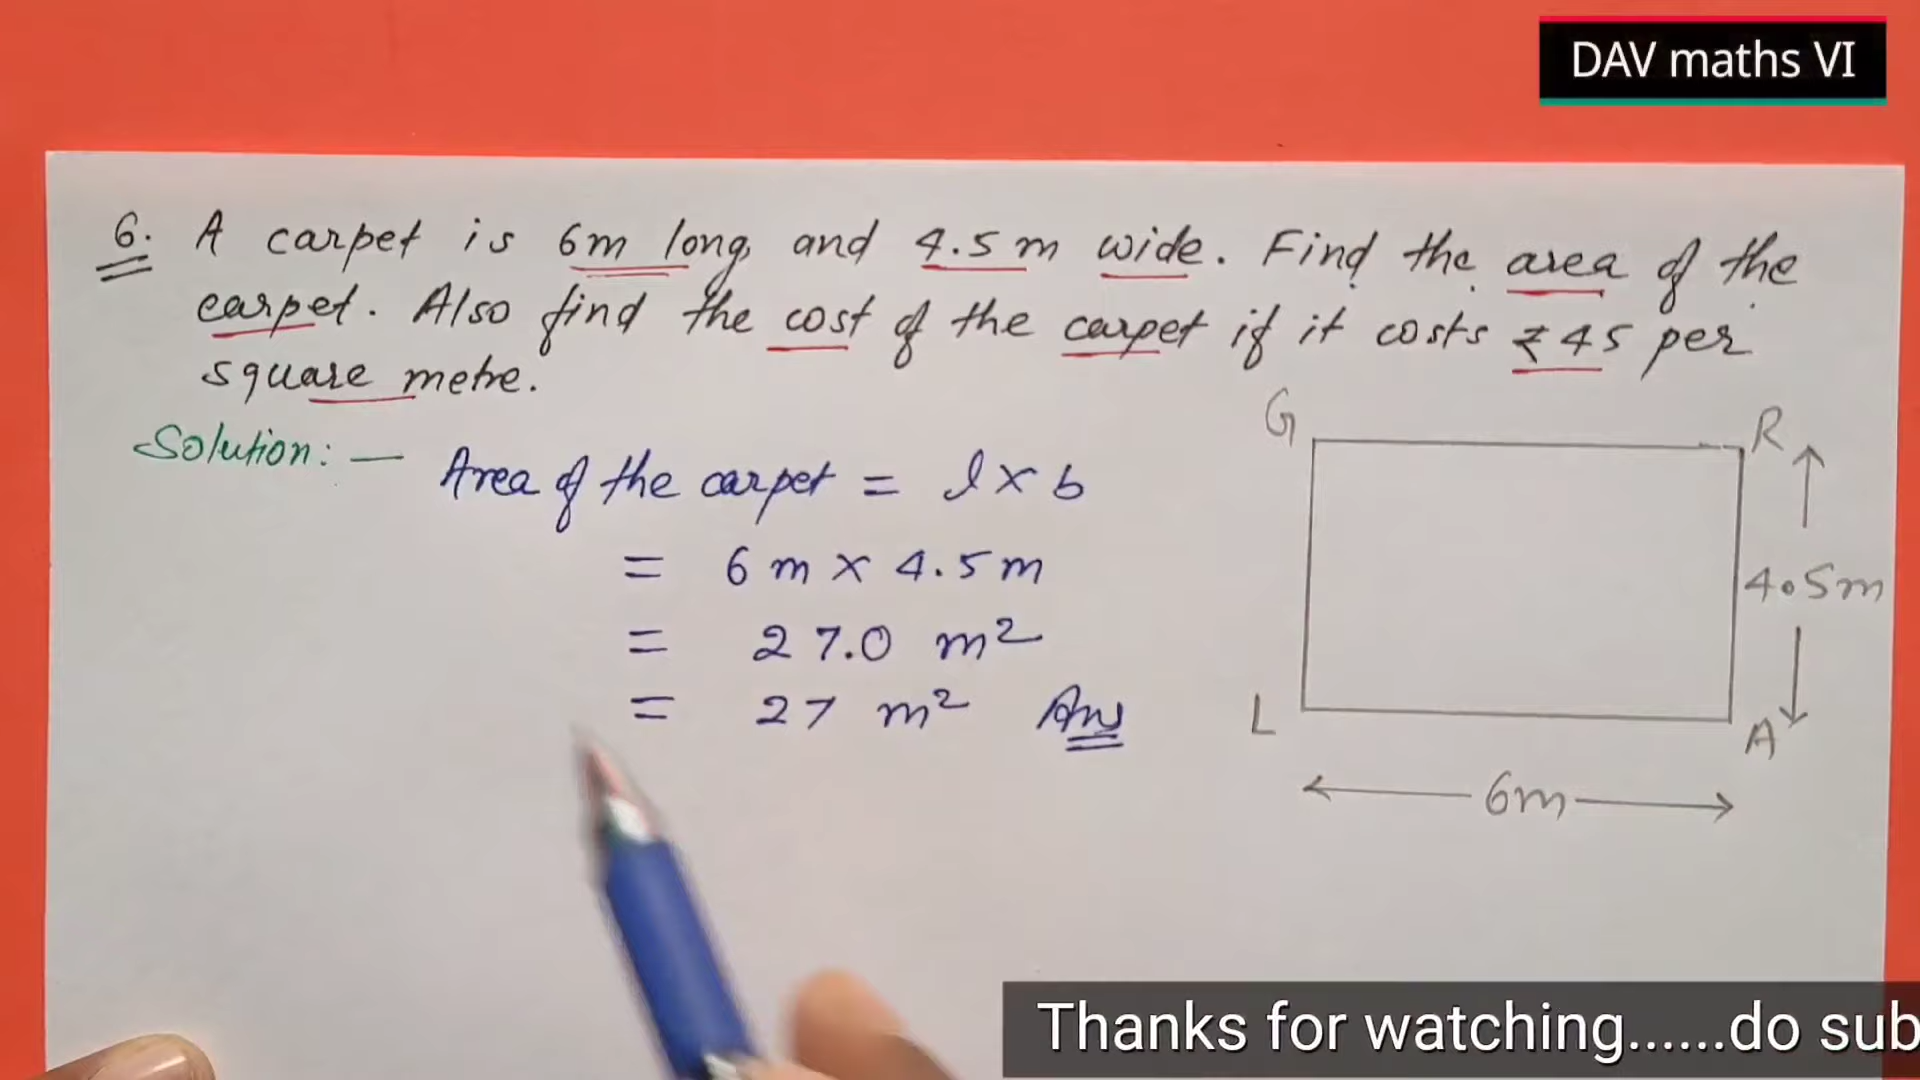 DAV maths VI
6. A carpet is 6m long and 4.5 m wide. Find the area of the
carpet. Also find the cost of the carpet if it costs ₹45 per
square metre.
Solution:—
Area of the carpet = l × b
= 6 m × 4.5 m
= 27.0 m²
= 27 m² Ans
G
R
4.5m
L
A
6m
Thanks for watching......do sub